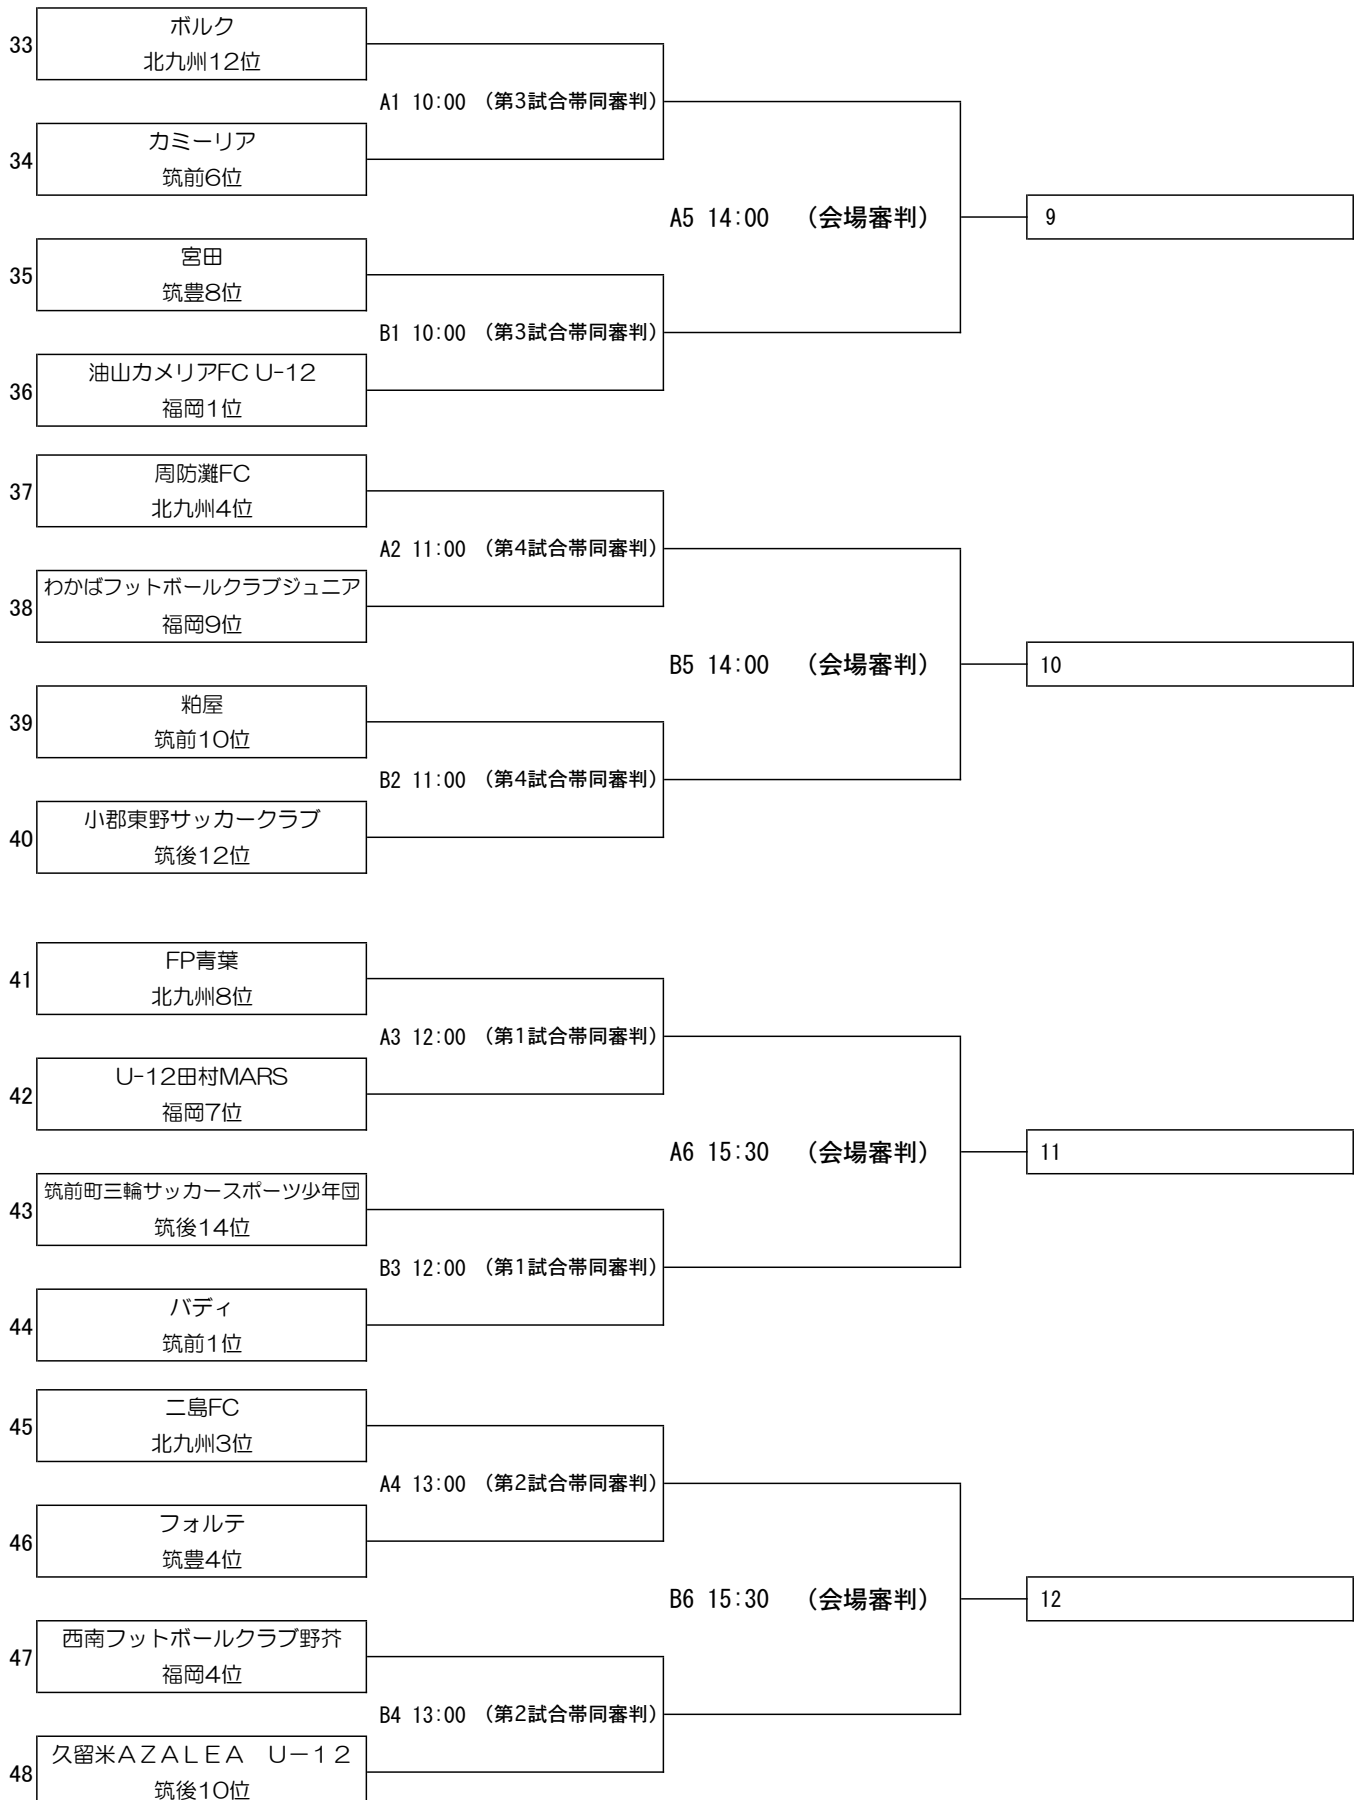 33
ボルク
北九州12位
A1 10:00 （第3試合帯同審判）
34
カミーリア
筑前6位
A5 14:00 （会場審判）
9
35
宮田
筑豊8位
B1 10:00 （第3試合帯同審判）
36
油山カメリアFC U-12
福岡1位
37
周防灘FC
北九州4位
A2 11:00 （第4試合帯同審判）
38
わかばフットボールクラブジュニア
福岡9位
B5 14:00 （会場審判）
10
39
粕屋
筑前10位
B2 11:00 （第4試合帯同審判）
40
小郡東野サッカークラブ
筑後12位
41
FP青葉
北九州8位
A3 12:00 （第1試合帯同審判）
42
U-12田村MARS
福岡7位
A6 15:30 （会場審判）
11
43
筑前町三輪サッカースポーツ少年団
筑後14位
B3 12:00 （第1試合帯同審判）
44
バディ
筑前1位
45
二島FC
北九州3位
A4 13:00 （第2試合帯同審判）
46
フォルテ
筑豊4位
B6 15:30 （会場審判）
12
47
西南フットボールクラブ野芥
福岡4位
B4 13:00 （第2試合帯同審判）
48
久留米ＡＺＡＬＥＡ　Ｕ－１２
筑後10位